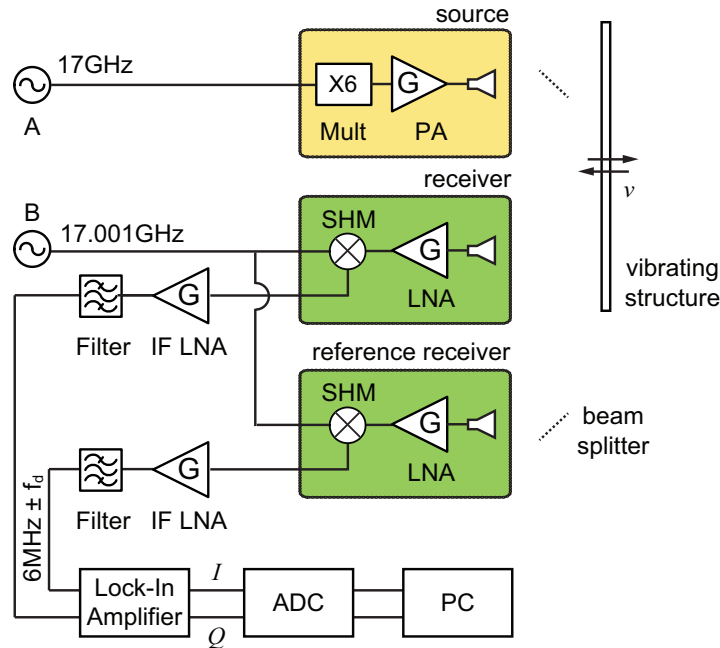 source
17GHz
A
X6
G
Mult
PA
receiver
B
17.001GHz
SHM
G
LNA
v
vibrating
structure
G
Filter
IF LNA
reference receiver
SHM
G
LNA
beam
splitter
G
Filter
IF LNA
6MHz ± fd
Lock-In
Amplifier
I
Q
ADC
PC